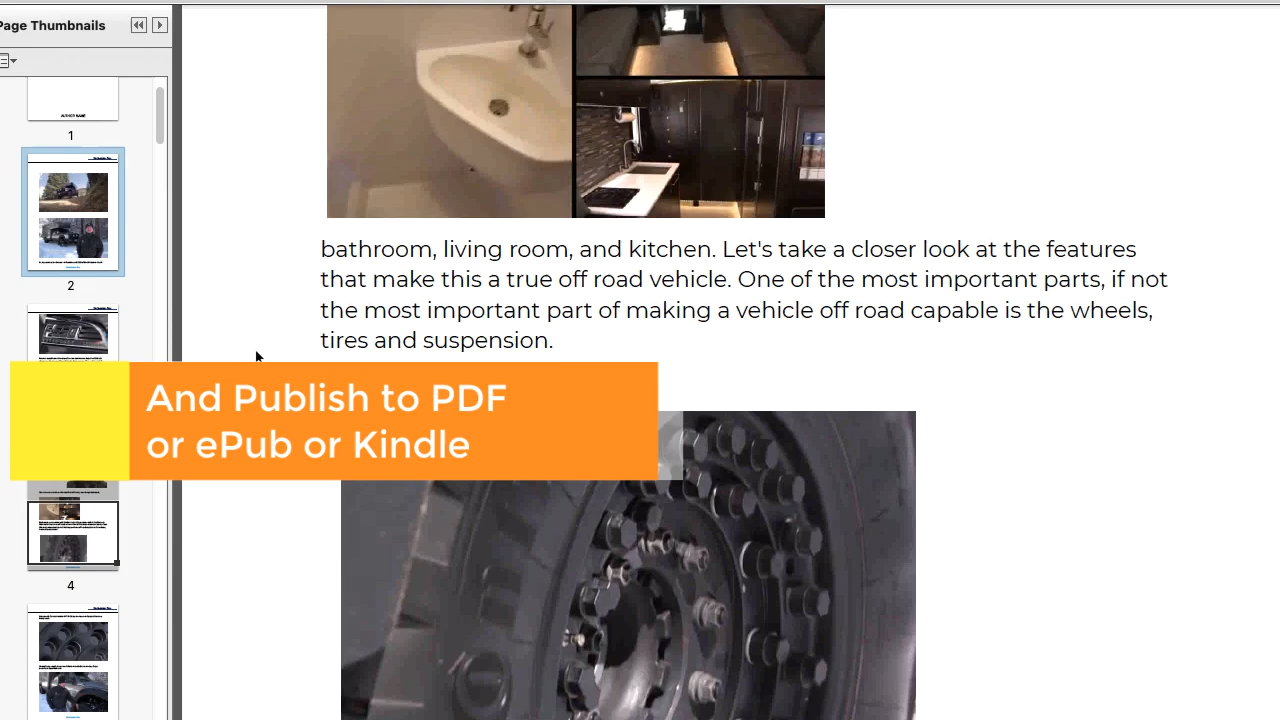 Page Thumbnails
AUTHOR NAME
1
2
4
bathroom, living room, and kitchen. Let's take a closer look at the features
that make this a true off road vehicle. One of the most important parts, if not
the most important part of making a vehicle off road capable is the wheels,
tires and suspension.
And Publish to PDF
or ePub or Kindle